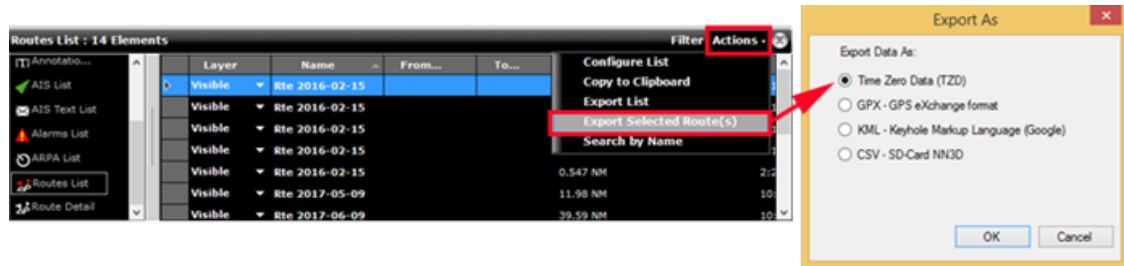 Routes List : 14 Elements
Filter Actions
Annotatio...
AIS List
AIS Text List
Alarms List
ARPA List
Routes List
Route Detail
Layer Name From... To...
Visible Rte 2016-02-15
Visible Rte 2016-02-15
Visible Rte 2016-02-15
Visible Rte 2016-02-15
Visible Rte 2016-02-15 0.547 NM 2:2
Visible Rte 2017-05-09 11.98 NM 10:
Visible Rte 2017-06-09 39.59 NM 10:
Configure List
Copy to Clipboard
Export List
Export Selected Route(s)
Search by Name
Export As
Export Data As:
Time Zero Data (TZD)
GPX - GPS eXchange format
KML - Keyhole Markup Language (Google)
CSV - SD-Card NN3D
OK Cancel